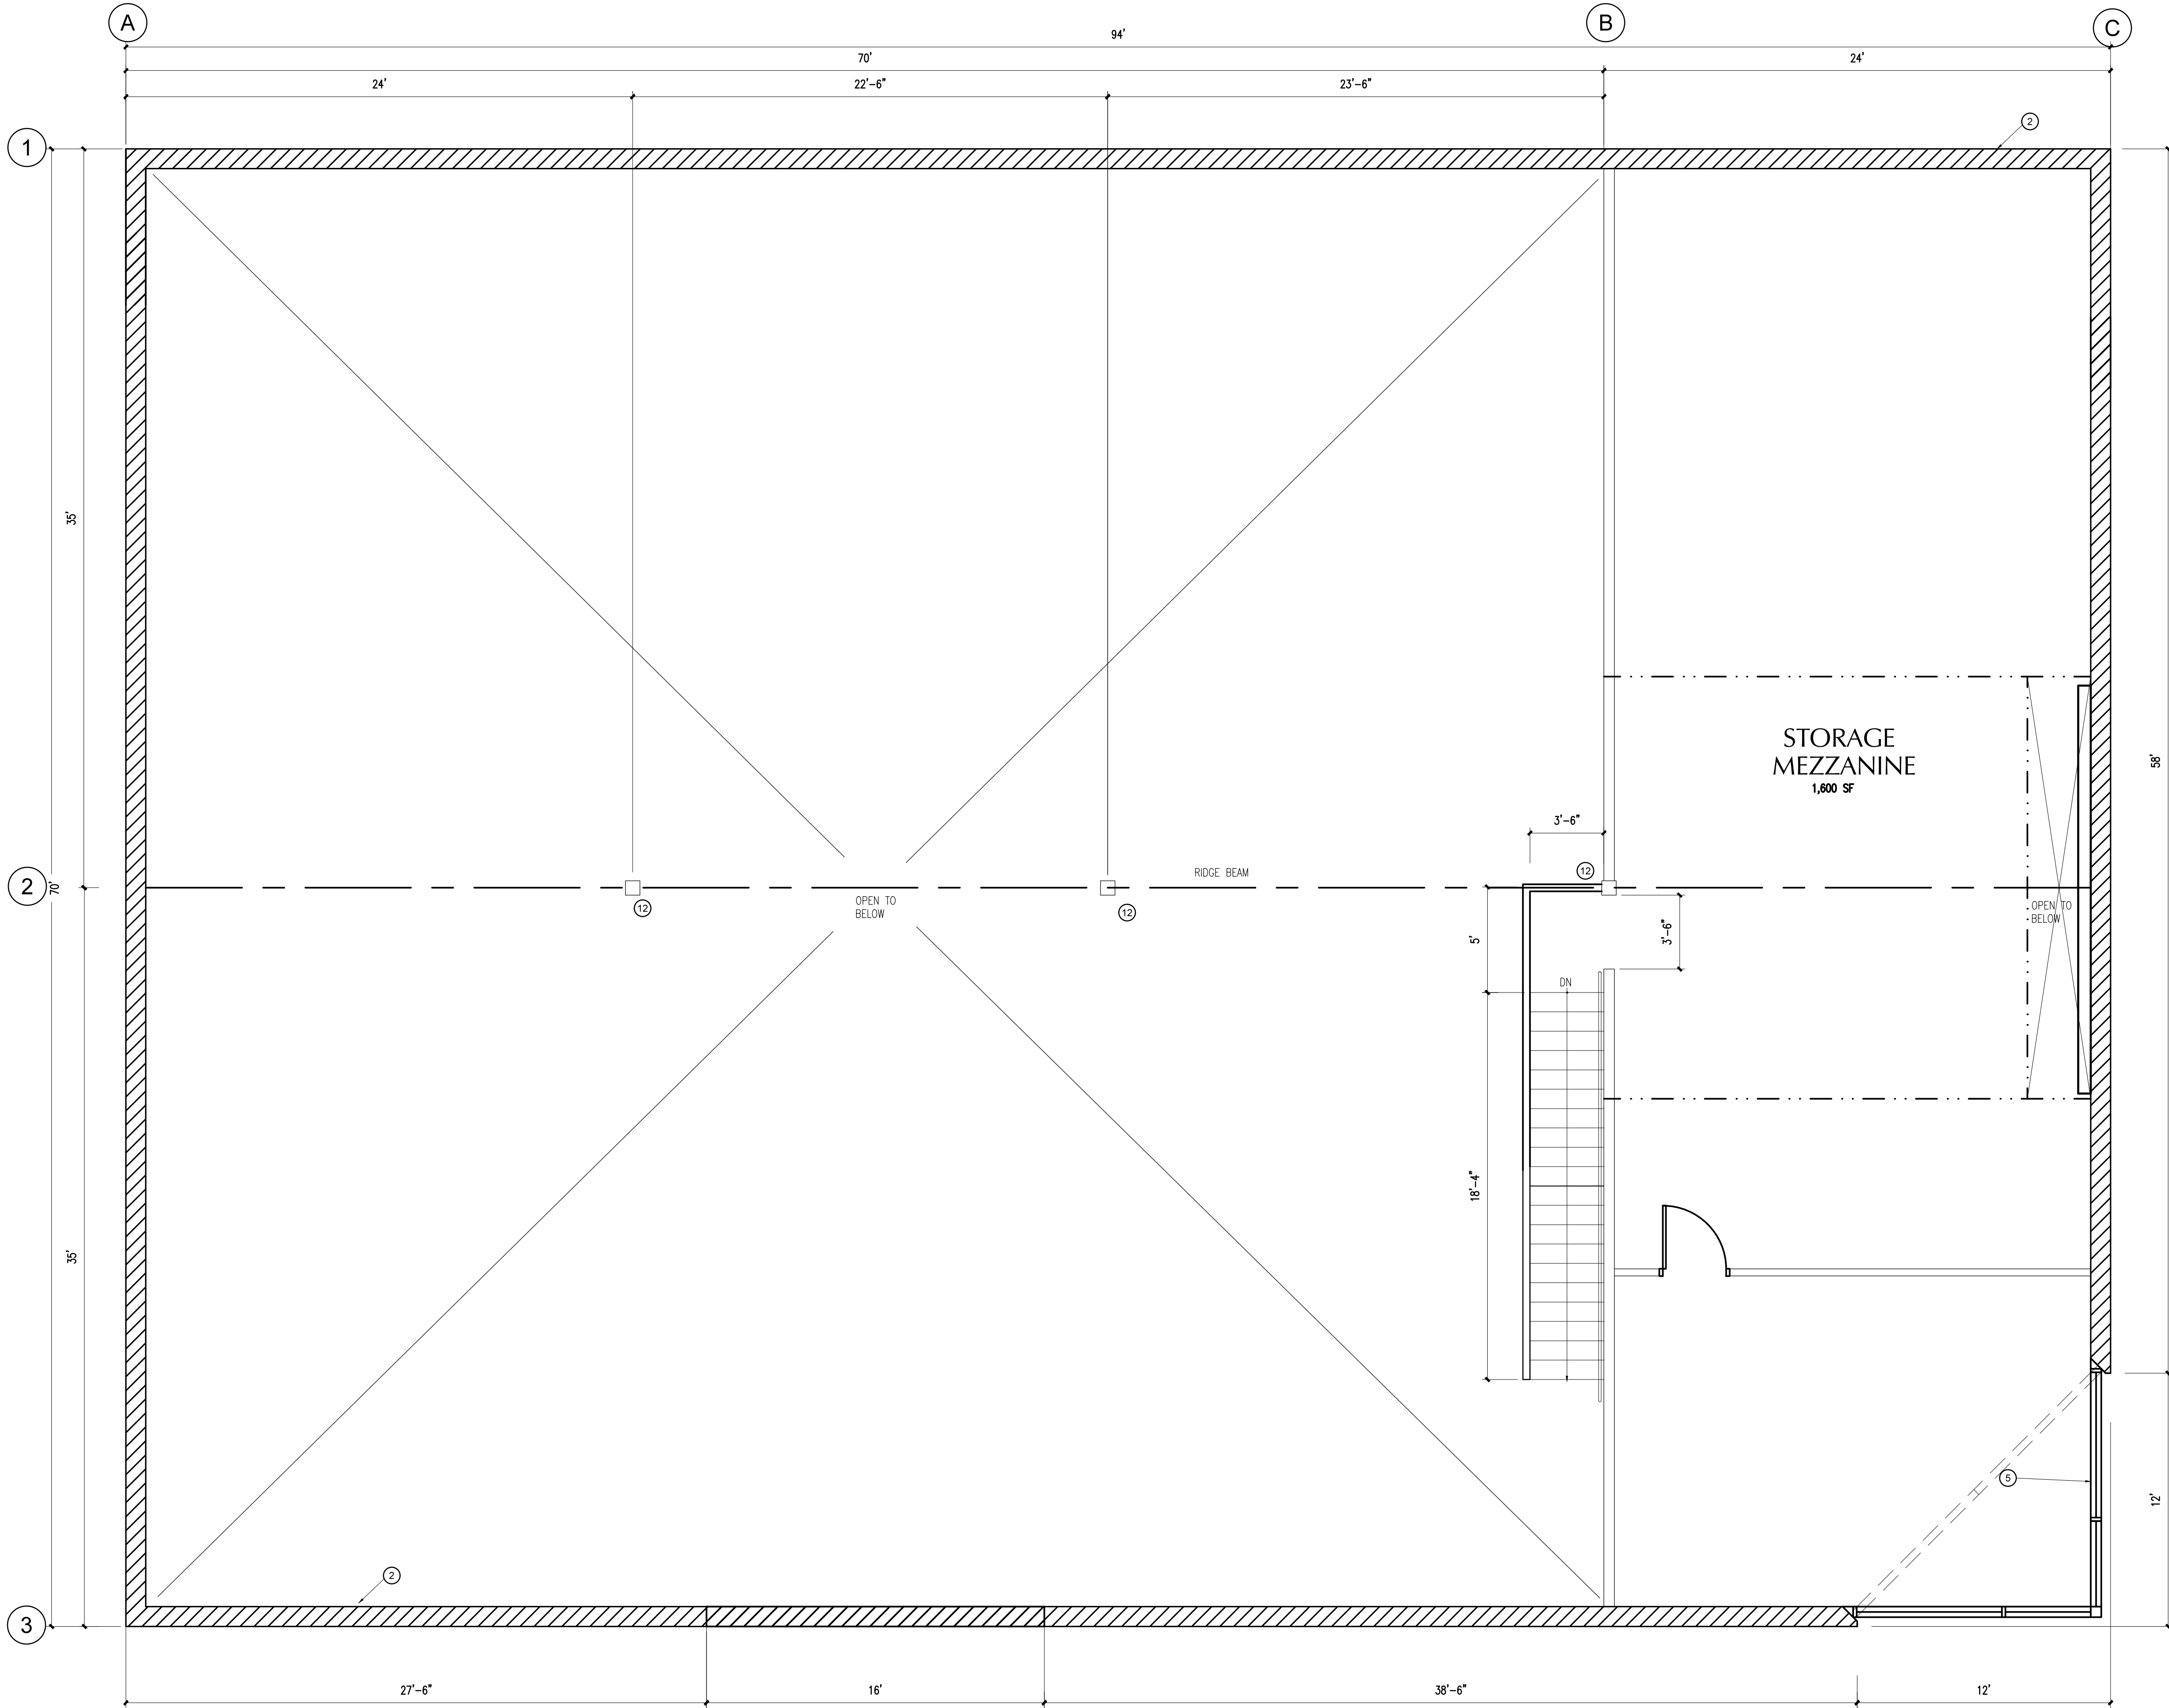 A
B
C
94'
70'
24'
24'
22'-6"
23'-6"
2
1
35'
58'
STORAGE
MEZZANINE
1,600 SF
3'-6"
12
RIDGE BEAM
2
70'
12
12
OPEN TO
BELOW
OPEN TO
BELOW
5'
3'-6"
DN
18'-4"
35'
5
12'
2
3
27'-6"
16'
38'-6"
12'